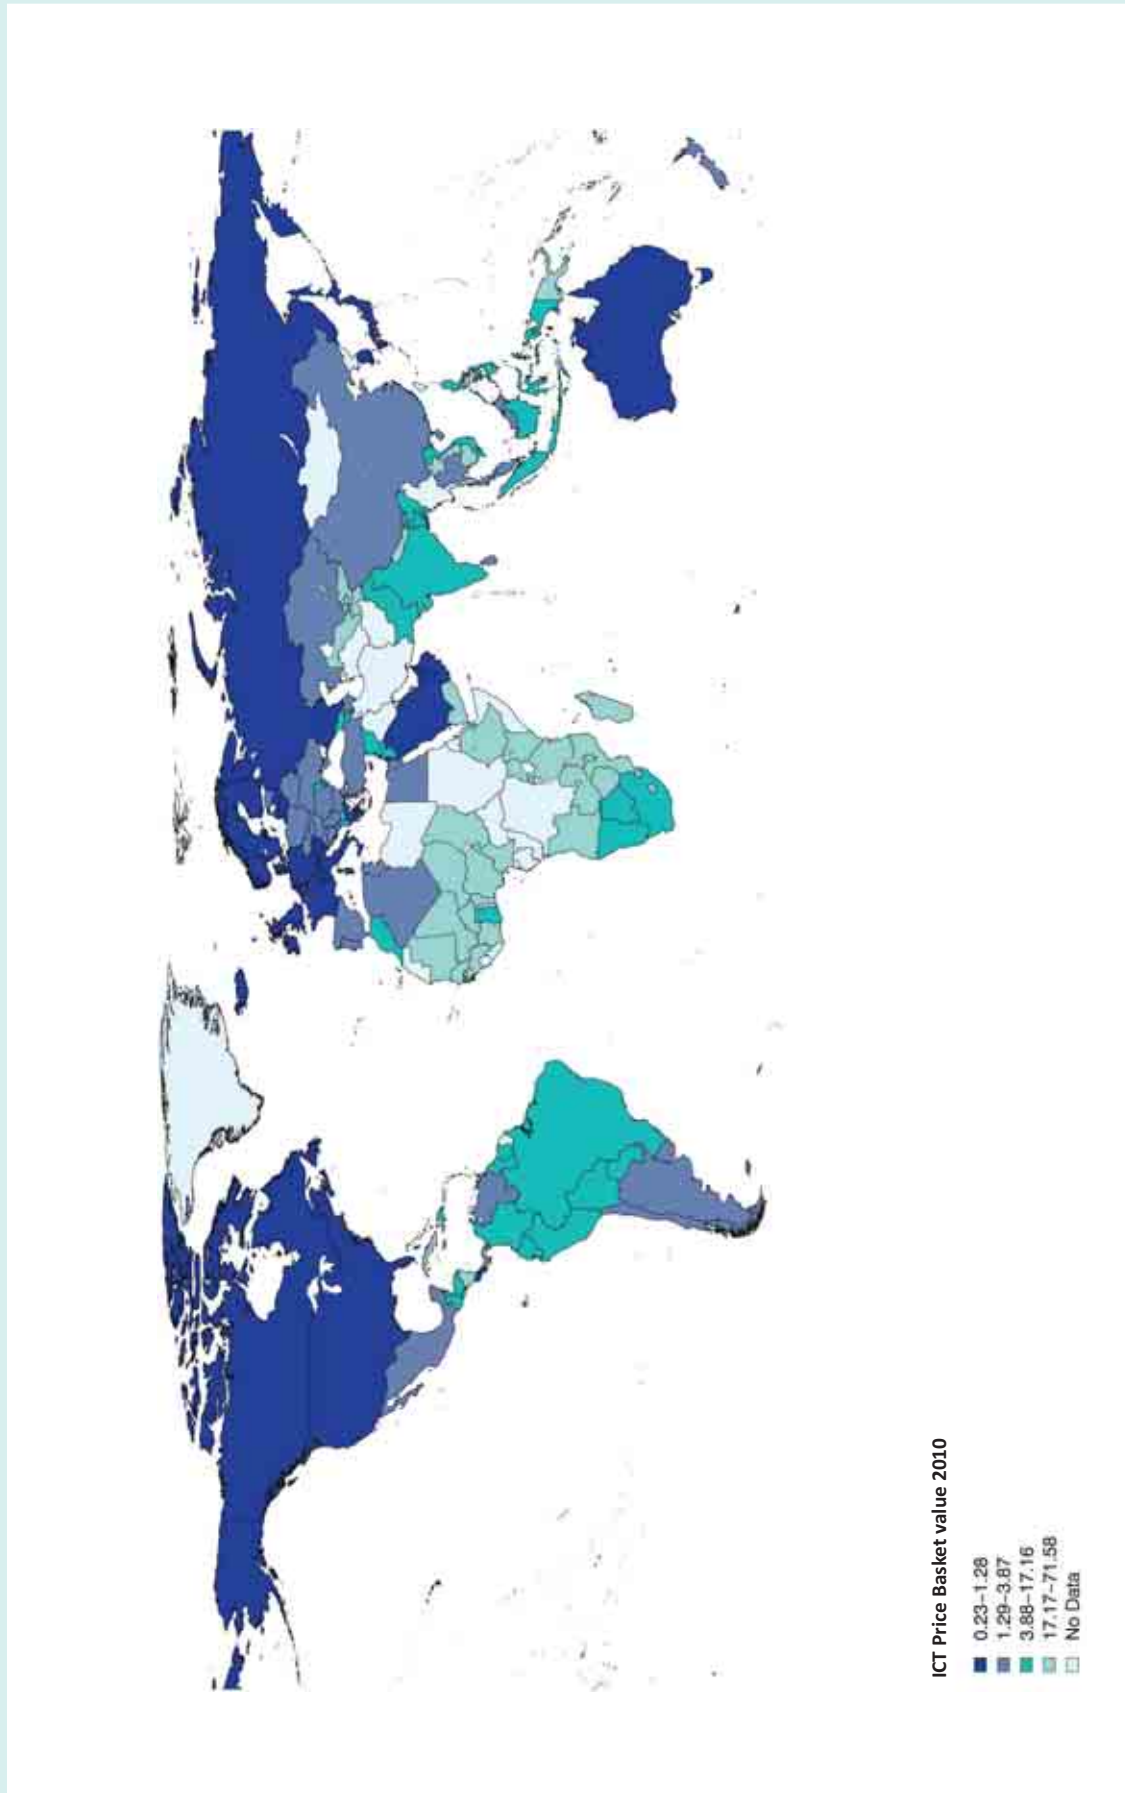 ICT Price Basket value 2010
0.23–1.28
1.29–3.87
3.88–17.16
17.17–71.58
No Data